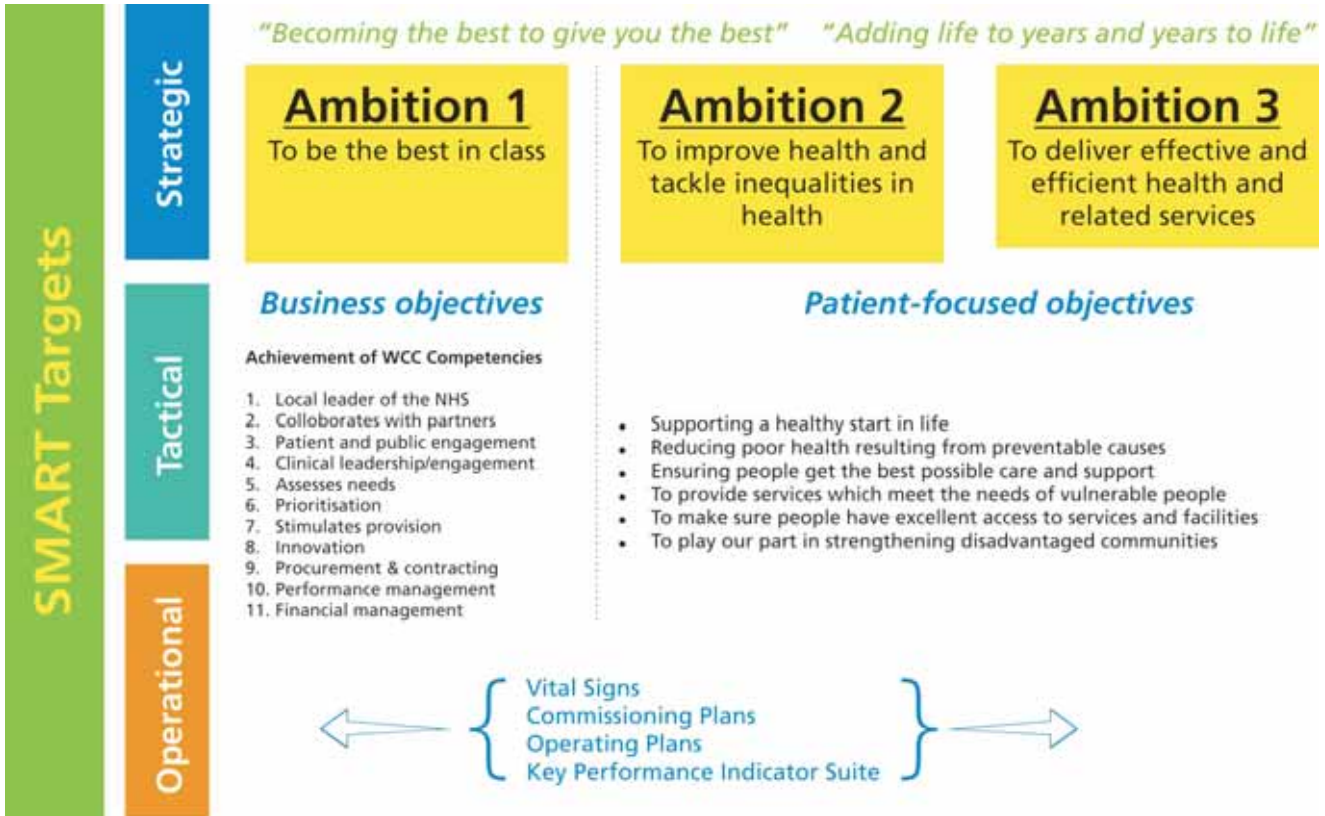 SMART Targets
Strategic
"Becoming the best to give you the best"
"Adding life to years and years to life"
Ambition 1
To be the best in class
Ambition 2
To improve health and
tackle inequalities in
health
Ambition 3
To deliver effective and
efficient health and
related services
Tactical
Business objectives
Achievement of WCC Competencies
1. Local leader of the NHS
2. Colloborates with partners
3. Patient and public engagement
4. Clinical leadership/engagement
5. Assesses needs
6. Prioritisation
7. Stimulates provision
8. Innovation
9. Procurement & contracting
10. Performance management
11. Financial management
Patient-focused objectives
• Supporting a healthy start in life
• Reducing poor health resulting from preventable causes
• Ensuring people get the best possible care and support
• To provide services which meet the needs of vulnerable people
• To make sure people have excellent access to services and facilities
• To play our part in strengthening disadvantaged communities
Operational
Vital Signs
Commissioning Plans
Operating Plans
Key Performance Indicator Suite